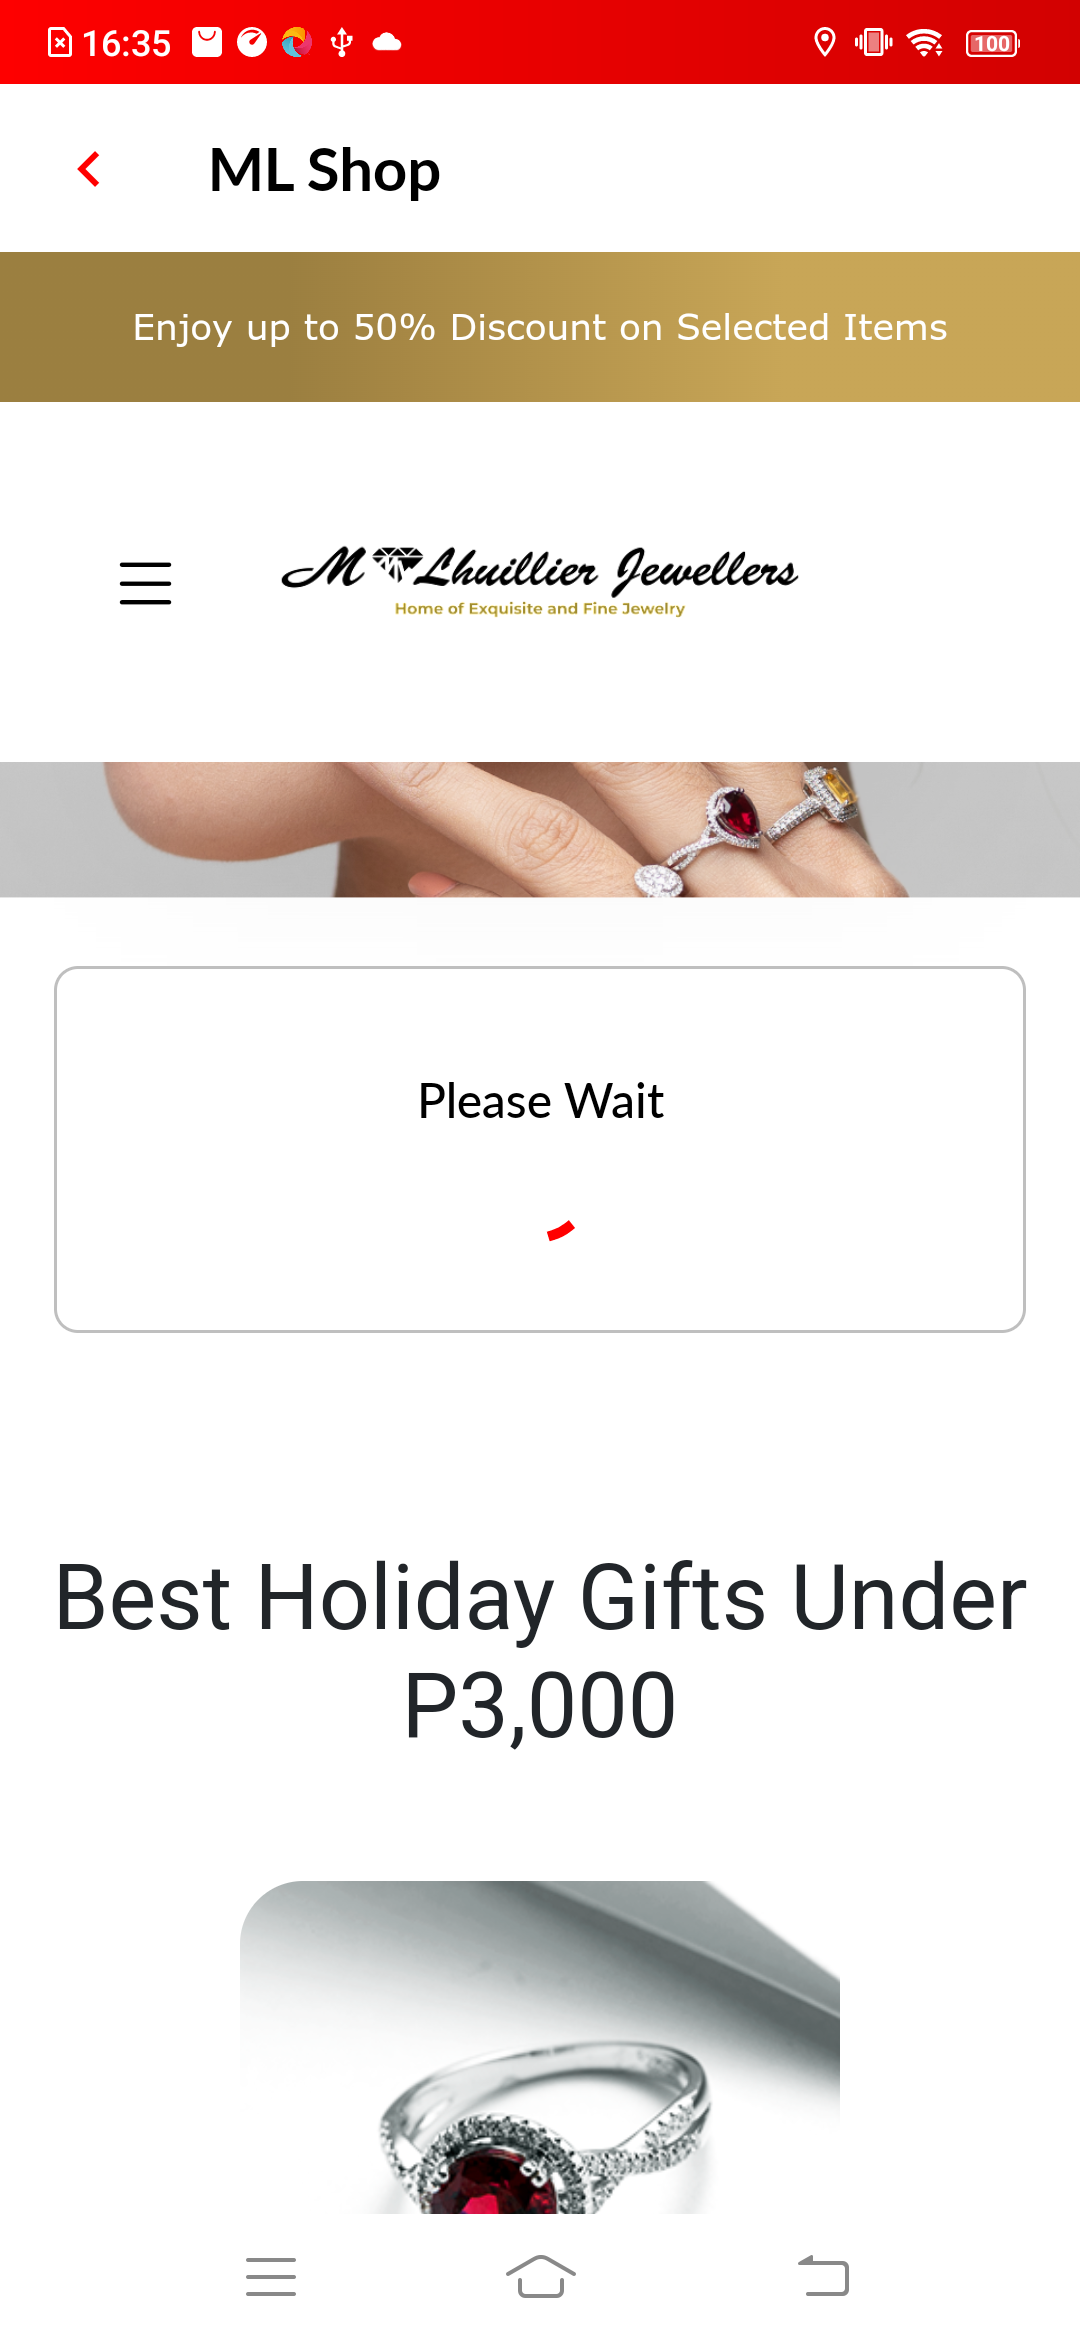 16:35
100
ML Shop
Enjoy up to 50% Discount on Selected Items
M Lhuillier Jewellers
Home of Exquisite and Fine Jewelry
Please Wait
Best Holiday Gifts Under
P3,000